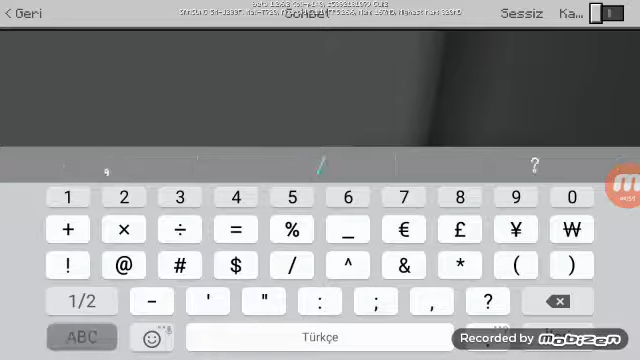 Geri
Sohbet
Sessiz Ka...
, / ?
1 2 3 4 5 6 7 8 9 0
+ × ÷ = % _ € £ ¥ ₩
! @ # $ / ^ & * ( )
1/2 - ' " : ; , ?
ABC Türkçe
Recorded by mobizen